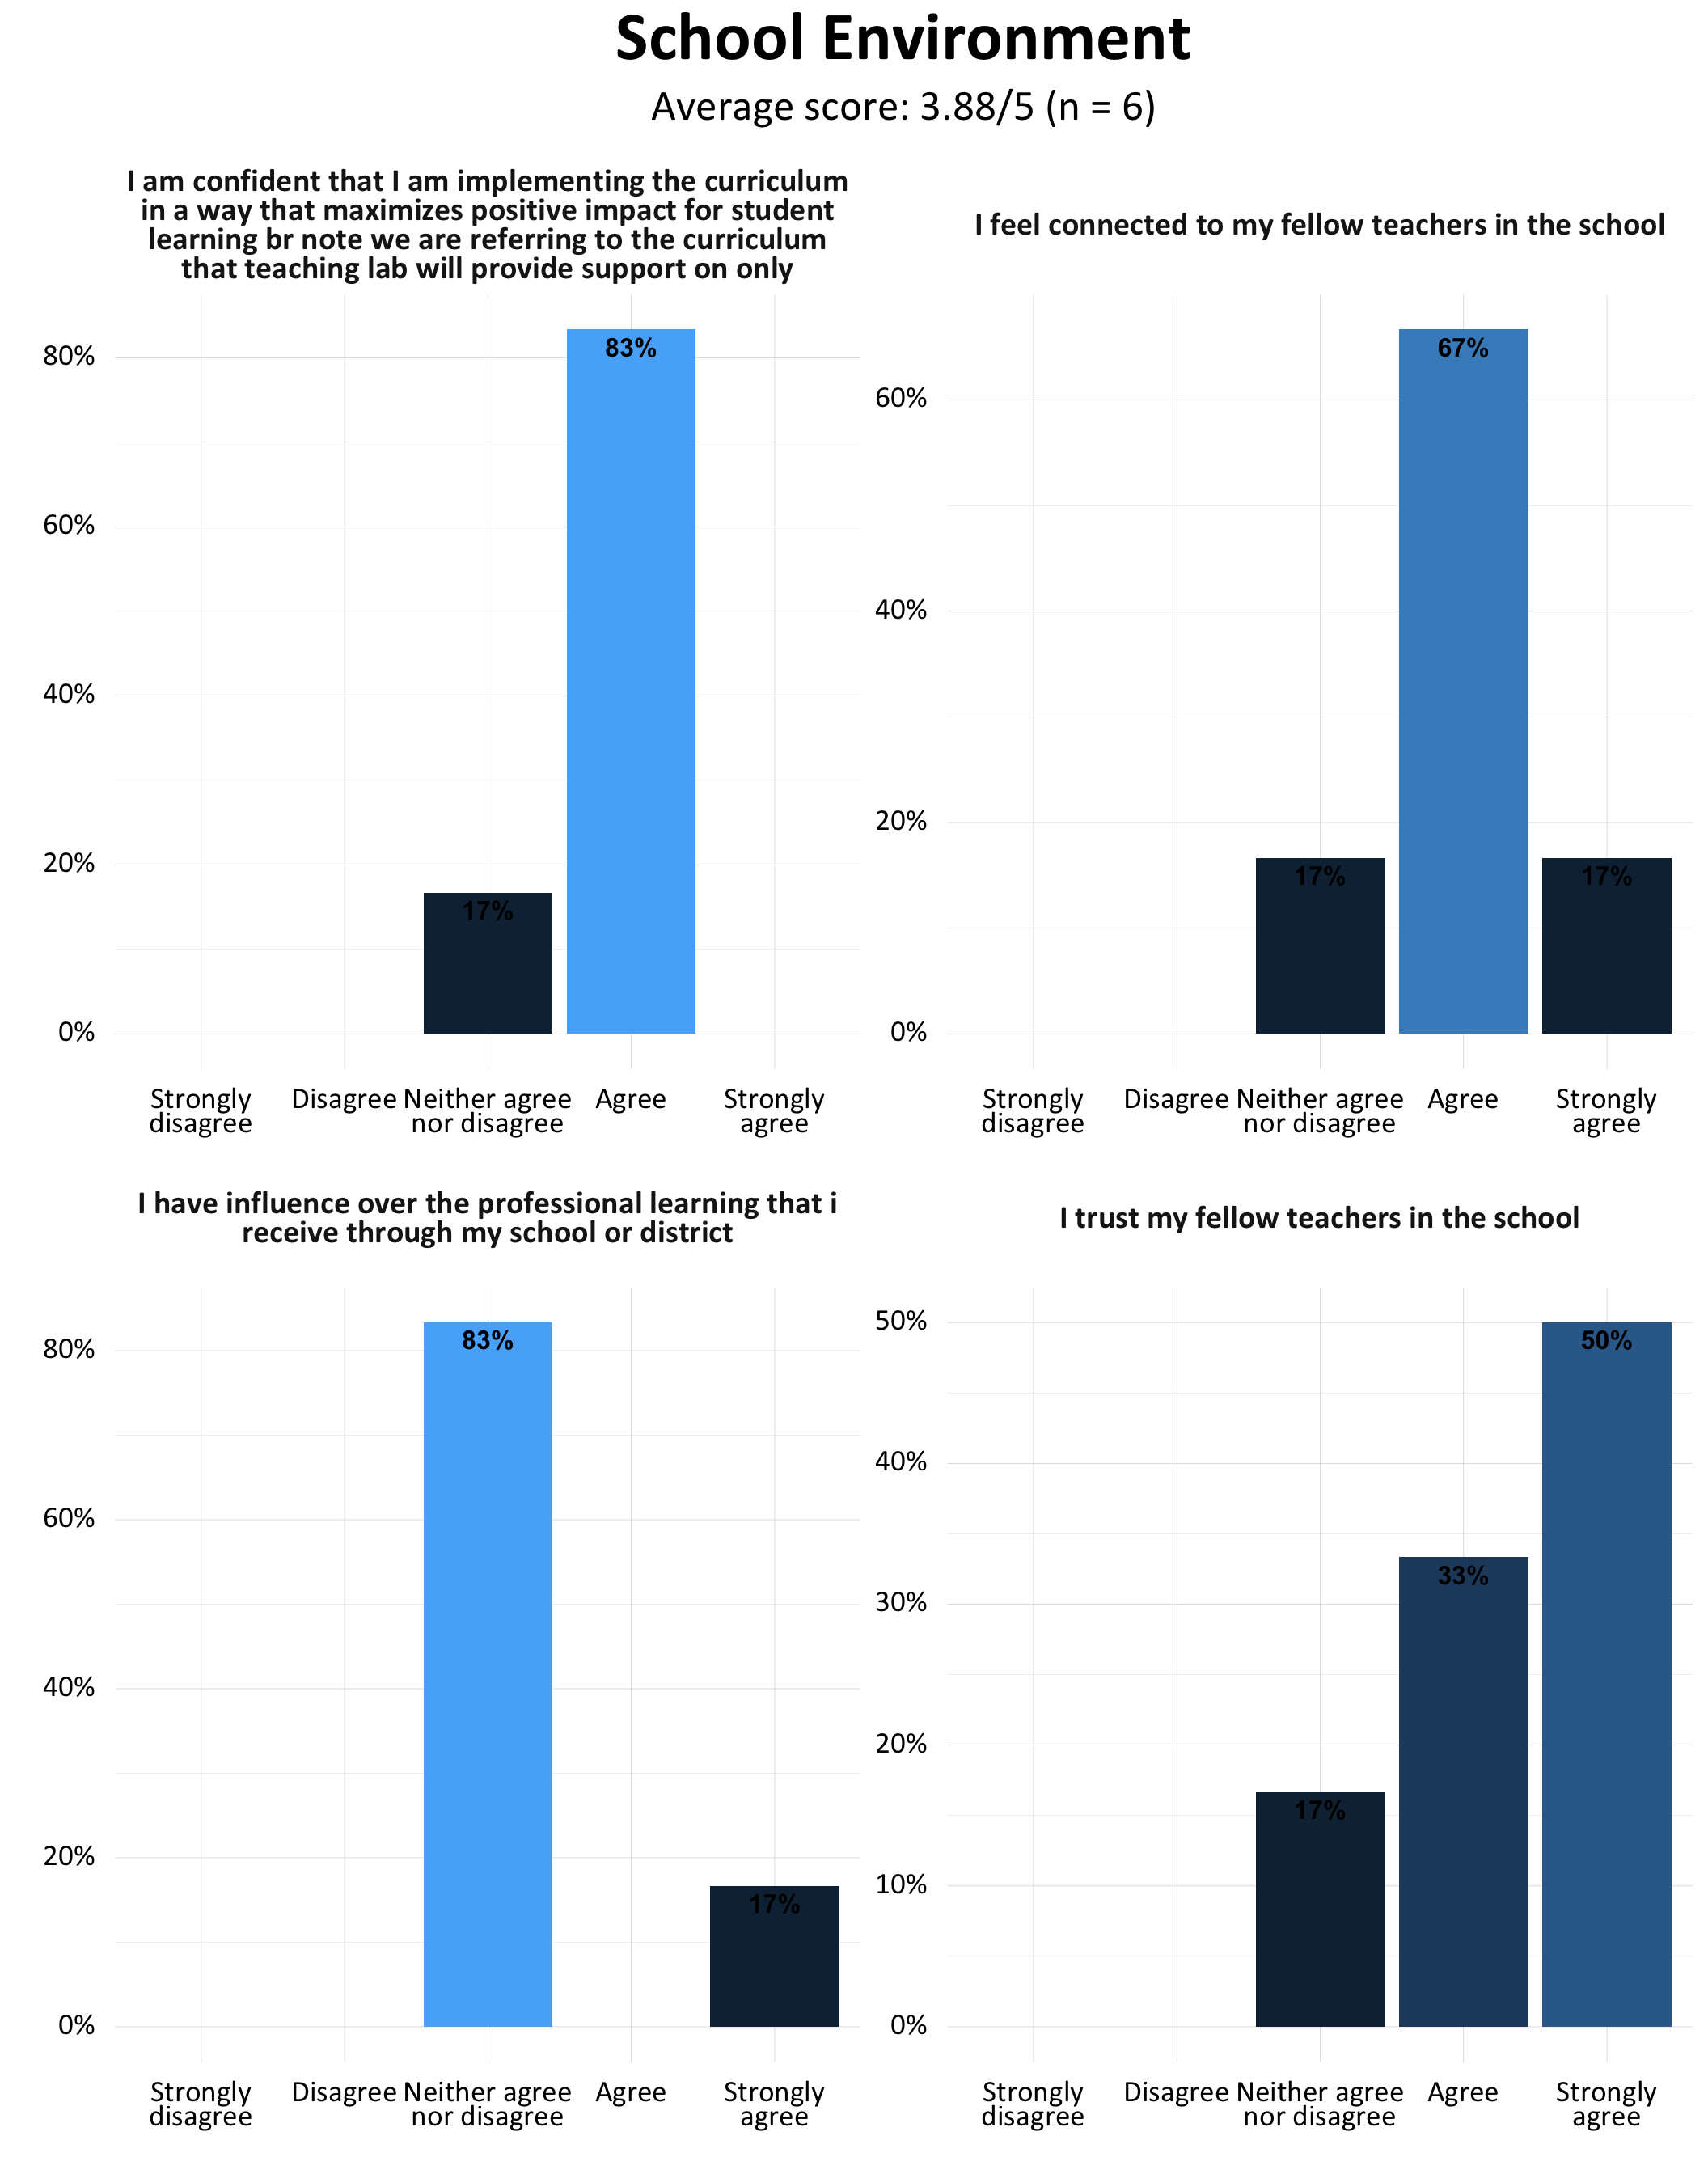 School Environment
Average score: 3.88/5 (n = 6)
I am confident that I am implementing the curriculum
in a way that maximizes positive impact for student
learning br note we are referring to the curriculum
that teaching lab will provide support on only
80%
60%
40%
20%
0%
17%
83%
Strongly
disagree
Disagree
Neither agree
nor disagree
Agree
Strongly
agree
I feel connected to my fellow teachers in the school
60%
40%
20%
0%
17%
67%
17%
Strongly
disagree
Disagree
Neither agree
nor disagree
Agree
Strongly
agree
I have influence over the professional learning that i
receive through my school or district
80%
60%
40%
20%
0%
83%
17%
Strongly
disagree
Disagree
Neither agree
nor disagree
Agree
Strongly
agree
I trust my fellow teachers in the school
50%
40%
30%
20%
10%
0%
17%
33%
50%
Strongly
disagree
Disagree
Neither agree
nor disagree
Agree
Strongly
agree